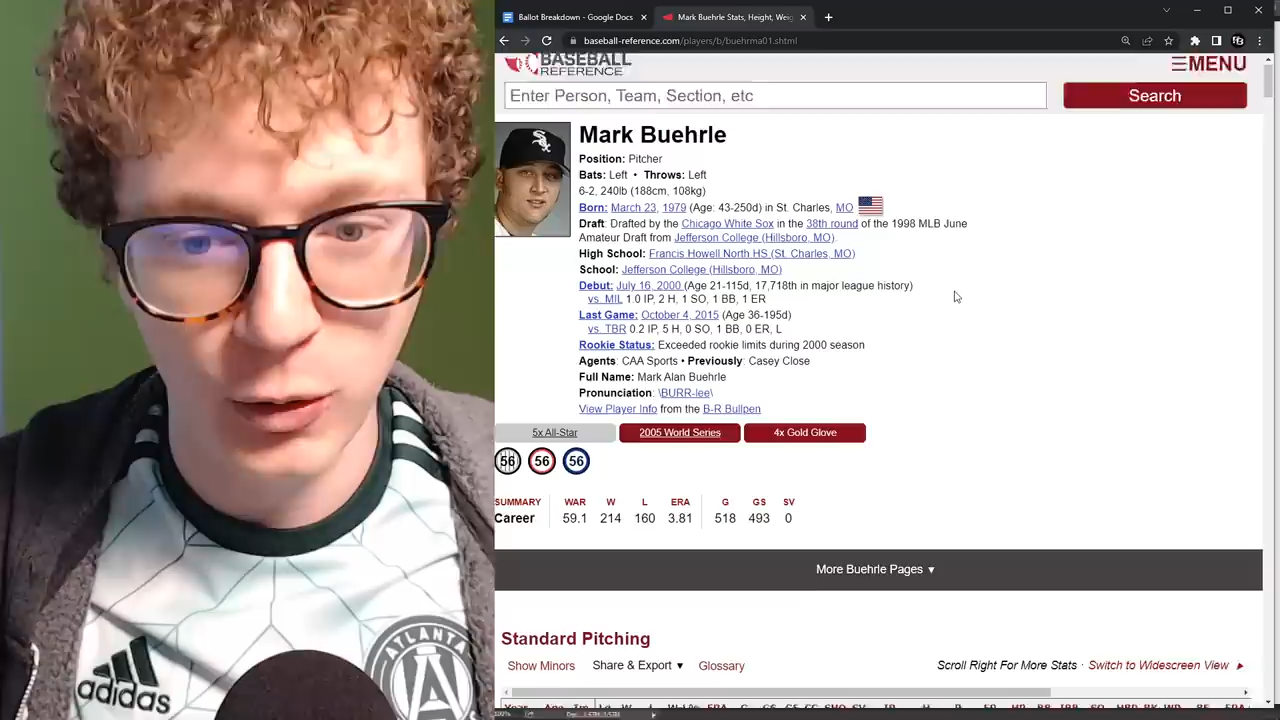 Ballot Breakdown - Google Docs
Mark Buehrle Stats, Height, Weig
baseball-reference.com/players/b/buehrma01.shtml
BASEBALL
REFERENCE
MENU
Enter Person, Team, Section, etc
Search
Mark Buehrle
Position: Pitcher
Bats: Left • Throws: Left
6-2, 240lb (188cm, 108kg)
Born: March 23, 1979 (Age: 43-250d) in St. Charles, MO
Draft: Drafted by the Chicago White Sox in the 38th round of the 1998 MLB June
Amateur Draft from Jefferson College (Hillsboro, MO).
High School: Francis Howell North HS (St. Charles, MO)
School: Jefferson College (Hillsboro, MO)
Debut: July 16, 2000 (Age 21-115d, 17,718th in major league history)
vs. MIL 1.0 IP, 2 H, 1 SO, 1 BB, 1 ER
Last Game: October 4, 2015 (Age 36-195d)
vs. TBR 0.2 IP, 5 H, 0 SO, 1 BB, 0 ER, L
Rookie Status: Exceeded rookie limits during 2000 season
Agents: CAA Sports • Previously: Casey Close
Full Name: Mark Alan Buehrle
Pronunciation: \BURR-lee\
View Player Info from the B-R Bullpen
5x All-Star 2005 World Series 4x Gold Glove
56 56 56
SUMMARY WAR W L ERA G GS SV
Career 59.1 214 160 3.81 518 493 0
More Buehrle Pages ▼
Standard Pitching
Show Minors Share & Export ▼ Glossary
Scroll Right For More Stats · Switch to Widescreen View ►
adidas
ATLANTA